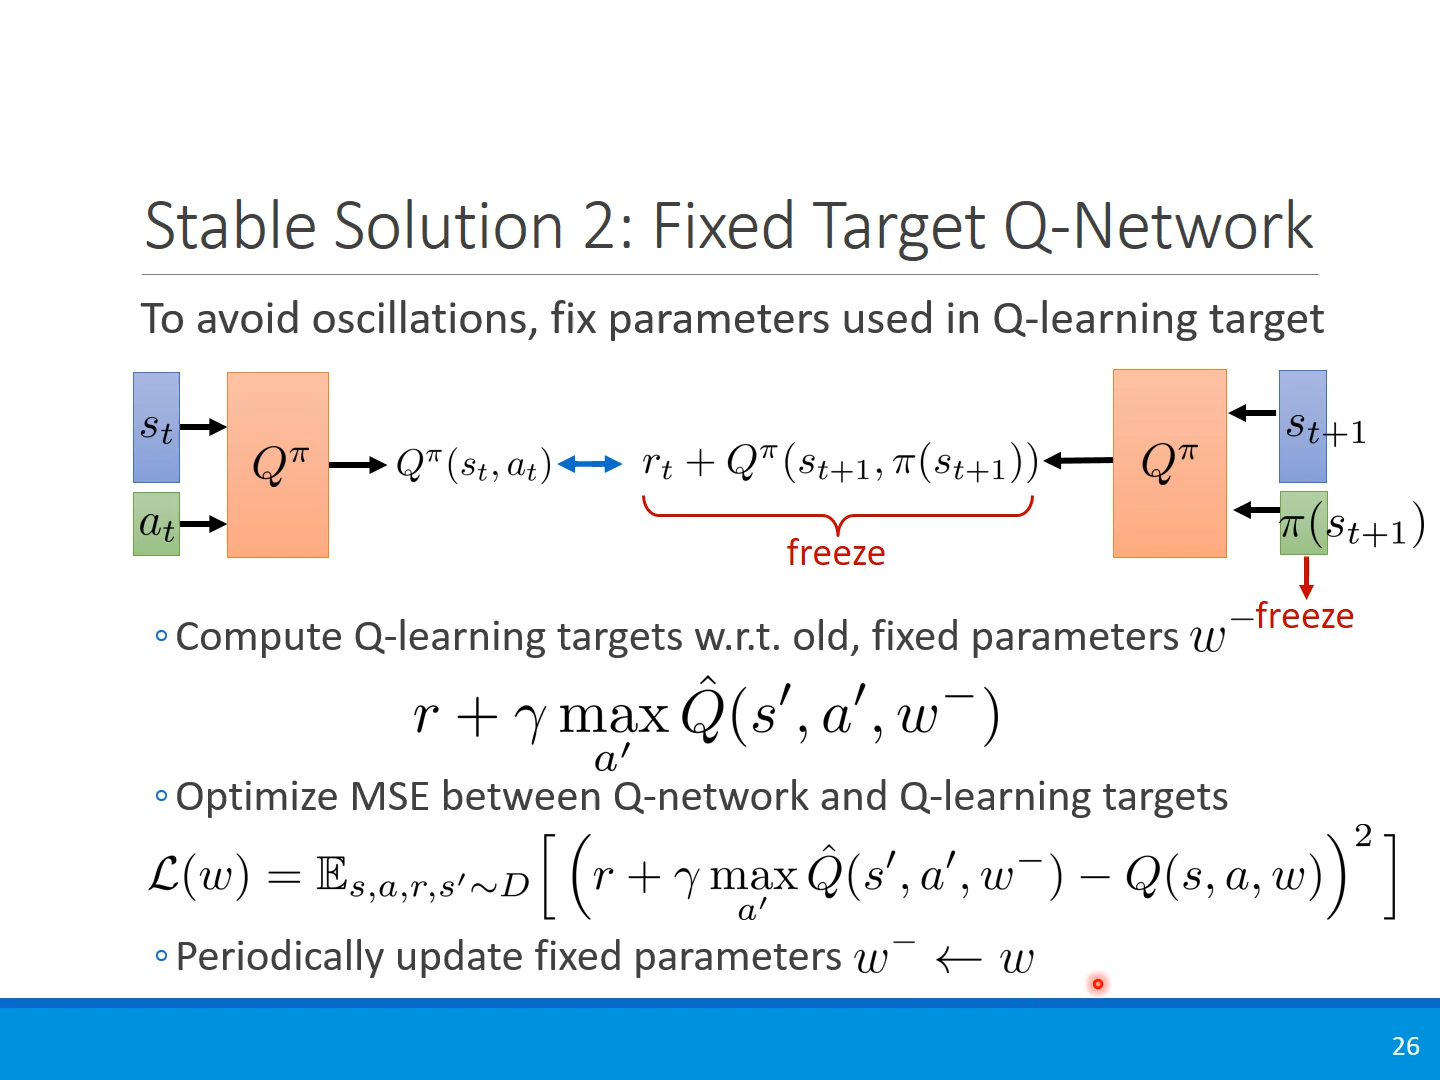 Stable Solution 2: Fixed Target Q-Network
To avoid oscillations, fix parameters used in Q-learning target
s_t
a_t
Q^π
Q^π(s_t, a_t)
r_t + Q^π(s_{t+1}, π(s_{t+1}))
freeze
Q^π
s_{t+1}
π(s_{t+1})
freeze
◦ Compute Q-learning targets w.r.t. old, fixed parameters w^−
r + γ max_{a′} Q̂(s′, a′, w^−)
◦ Optimize MSE between Q-network and Q-learning targets
ℒ(w) = 𝔼_{s,a,r,s′∼D} [ ( r + γ max_{a′} Q̂(s′, a′, w^−) − Q(s, a, w) )^2 ]
◦ Periodically update fixed parameters w^− ← w
26